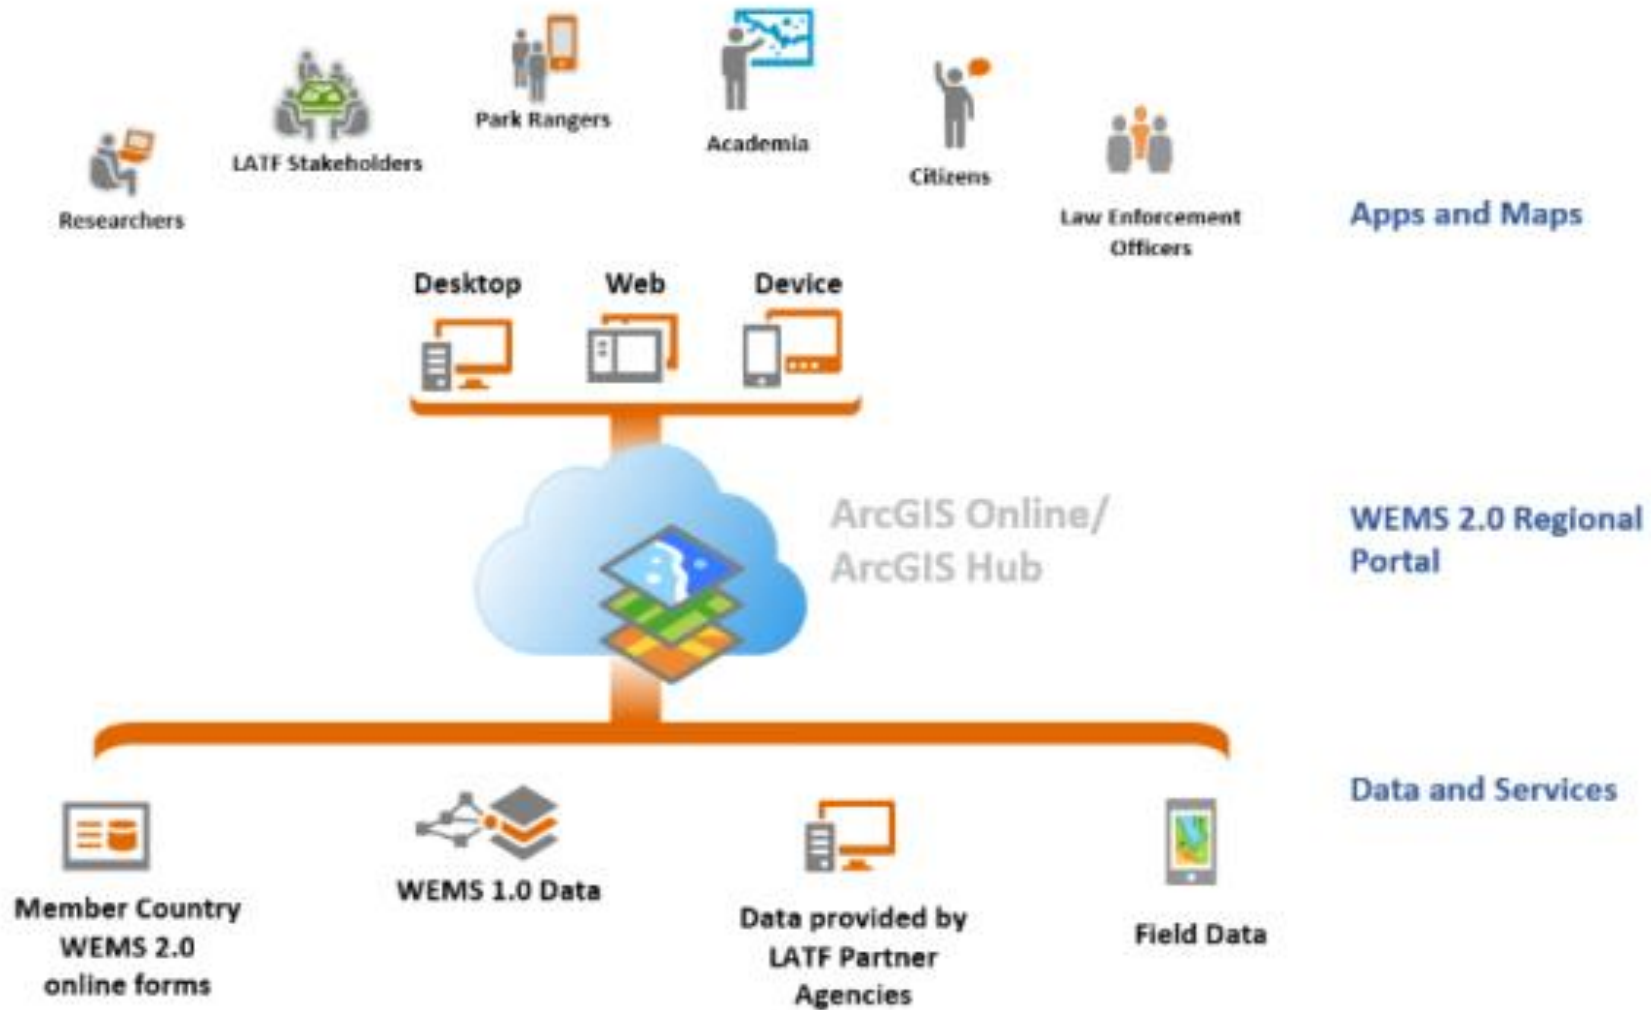 Researchers
LATF Stakeholders
Park Rangers
Academia
Citizens
Law Enforcement
Officers
Apps and Maps
Desktop
Web
Device
ArcGIS Online/
ArcGIS Hub
WEMS 2.0 Regional
Portal
Data and Services
Member Country
WEMS 2.0
online forms
WEMS 1.0 Data
Data provided by
LATF Partner
Agencies
Field Data